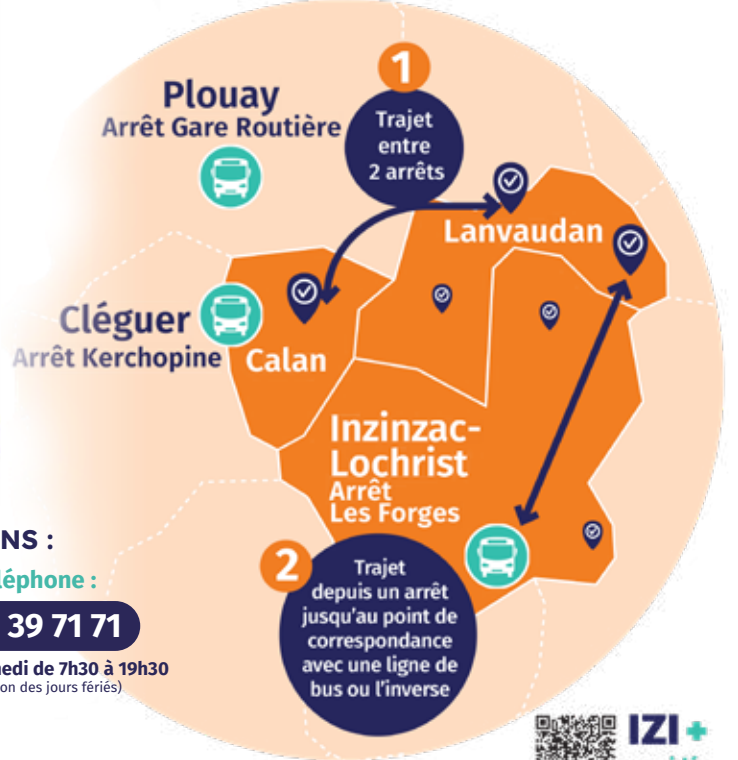 1
Trajet
entre
2 arrêts
Plouay
Arrêt Gare Routière
Lanvaudan
Cléguer
Arrêt Kerchopine
Calan
Inzinzac-
Lochrist
Arrêt
Les Forges
2
Trajet
depuis un arrêt
jusqu'au point de
correspondance
avec une ligne de
bus ou l'inverse
NS :
léphone :
39 71 71
edi de 7h30 à 19h30
on des jours fériés)
IZI +